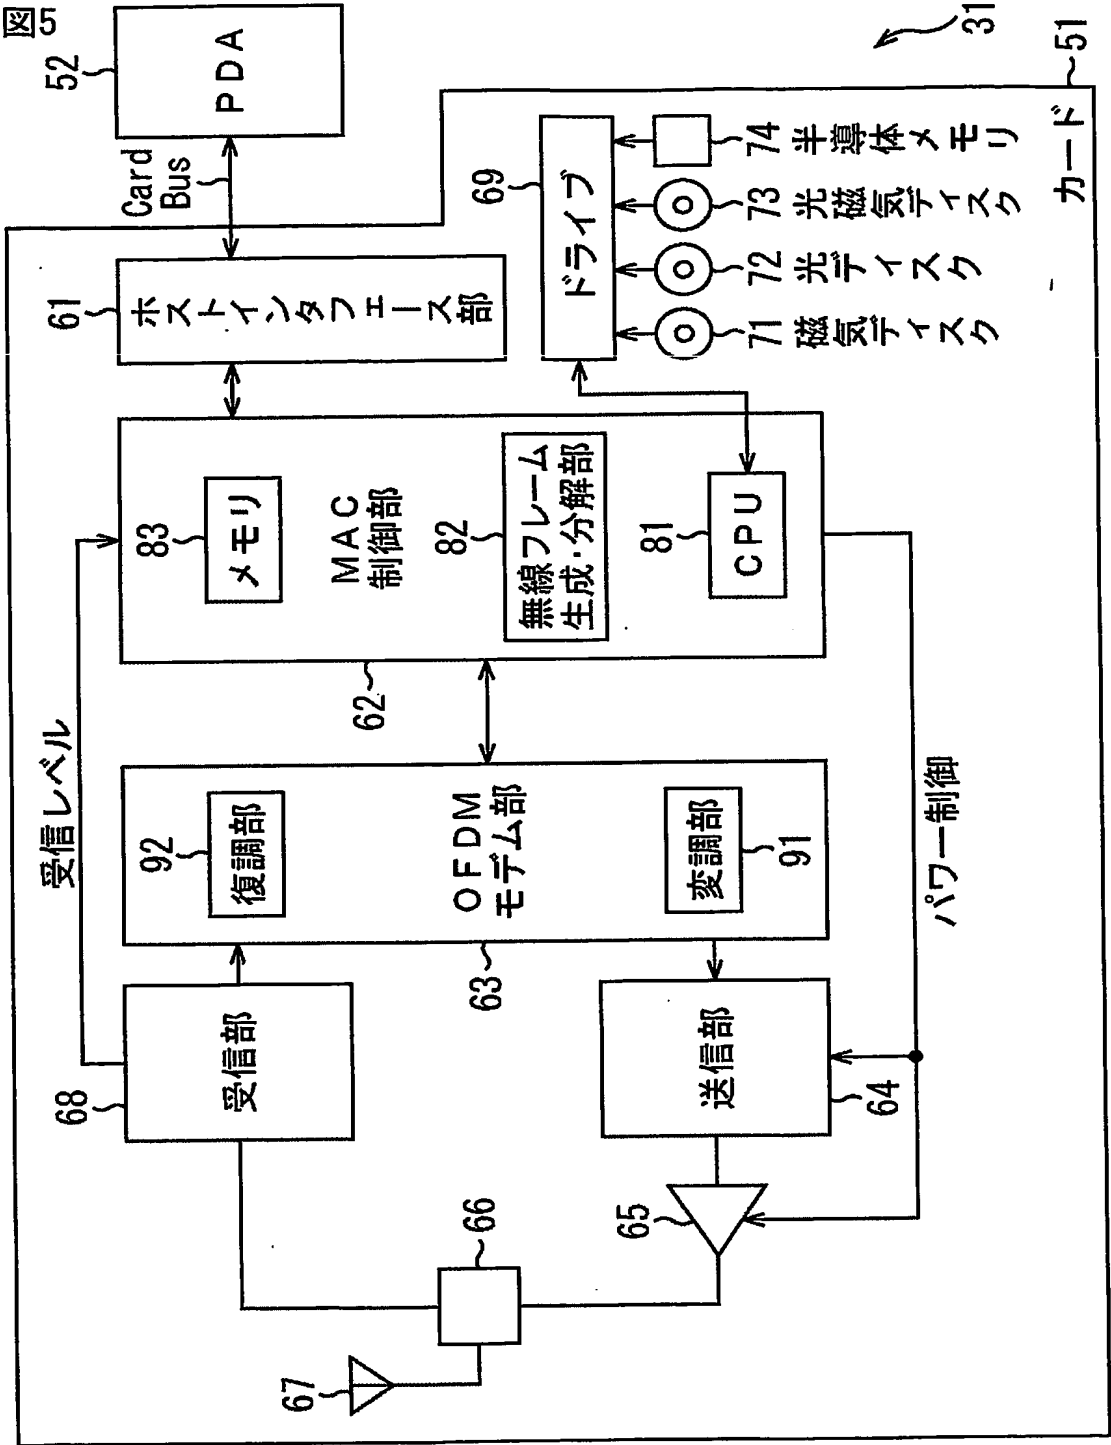 図5
31
52
PDA
Card
Bus
51
カード
61
ホストインタフェース部
69
ドライブ
71 磁気ディスク
72 光ディスク
73 光磁気ディスク
74 半導体メモリ
受信レベル
83
メモリ
MAC
制御部
82
無線フレーム
生成・分解部
81
CPU
62
92
復調部
OFDM
モデム部
変調部
91
63
パワー制御
68
受信部
送信部
64
65
66
67